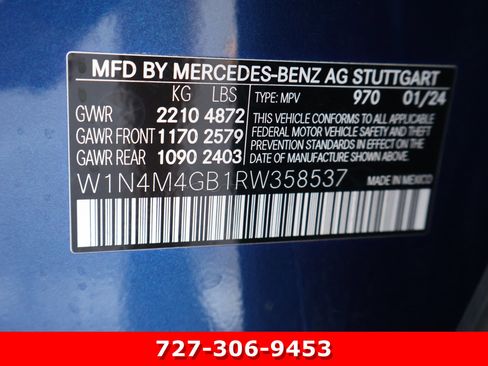 MFD BY MERCEDES-BENZ AG STUTTGART
KG LBS
GVWR 2210 4872
GAWR FRONT 1170 2579
GAWR REAR 1090 2403
TYPE: MPV 970 01/24
THIS VEHICLE CONFORMS TO ALL APPLICABLE
FEDERAL MOTOR VEHICLE SAFETY, BUMPER,
AND THEFT PREVENTION STANDARDS IN EFFECT
ON THE DATE OF MANUFACTURE SHOWN ABOVE.
W1N4M4GB1RW358537 MADE IN MEXICO
727-306-9453